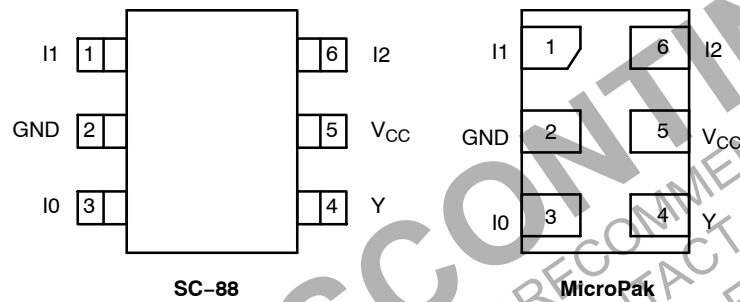 I1 1 6 I2
GND 2 5 VCC
I0 3 4 Y
SC–88
I1 1 6 I2
GND 2 5 VCC
I0 3 4 Y
MicroPak